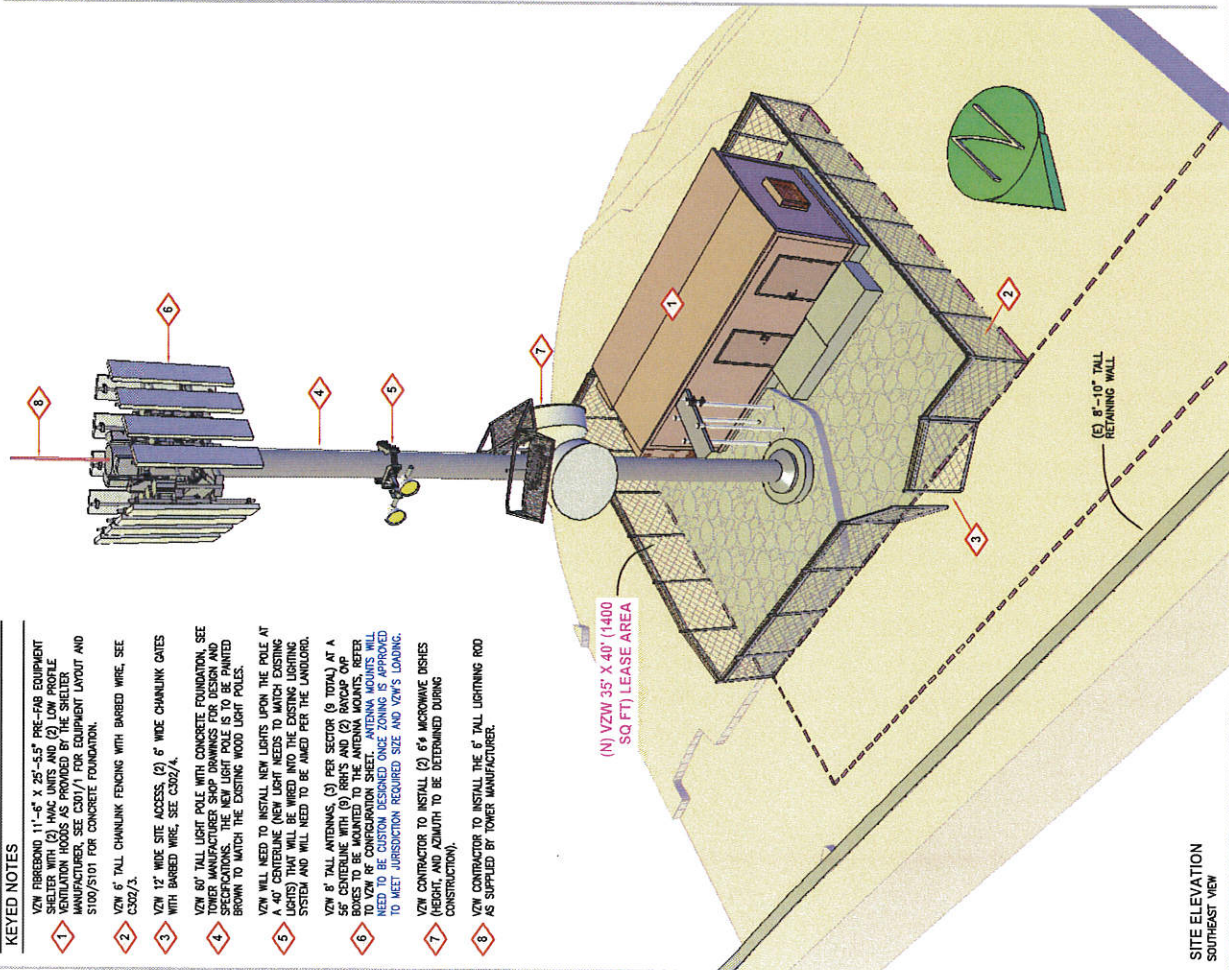 KEYED NOTES
1
VZW FIBREBOND 11'-6" X 25'-5.5" PRE-FAB EQUIPMENT
SHELTER WITH (2) HVAC UNITS AND (2) LOW PROFILE
VENTILATION HOODS AS PROVIDED BY THE SHELTER
MANUFACTURER, SEE C301/1 FOR EQUIPMENT LAYOUT AND
S100/S101 FOR CONCRETE FOUNDATION.
2
VZW 6' TALL CHAINLINK FENCING WITH BARBED WIRE, SEE
C302/3.
3
VZW 12' WIDE SITE ACCESS, (2) 6' WIDE CHAINLINK GATES
WITH BARBED WIRE, SEE C302/4.
4
VZW 60' TALL LIGHT POLE WITH CONCRETE FOUNDATION, SEE
TOWER MANUFACTURER SHOP DRAWINGS FOR DESIGN AND
SPECIFICATIONS. THE NEW LIGHT POLE IS TO BE PAINTED
BROWN TO MATCH THE EXISTING WOOD LIGHT POLES.
5
VZW WILL NEED TO INSTALL NEW LIGHTS UPON THE POLE AT
A 40' CENTERLINE (NEW LIGHT NEEDS TO MATCH EXISTING
LIGHTS) THAT WILL BE WIRED INTO THE EXISTING LIGHTING
SYSTEM AND WILL NEED TO BE AIMED PER THE LANDLORD.
6
VZW 8' TALL ANTENNAS, (3) PER SECTOR (9 TOTAL) AT A
56' CENTERLINE WITH (9) RRH'S AND (2) RAYCAP OVP
BOXES TO BE MOUNTED TO THE ANTENNA MOUNTS, REFER
TO VZW RF CONFIGURATION SHEET. ANTENNA MOUNTS WILL
NEED TO BE CUSTOM DESIGNED ONCE ZONING IS APPROVED
TO MEET JURISDICTION REQUIRED SIZE AND VZW'S LOADING.
7
VZW CONTRACTOR TO INSTALL (2) 6'ø MICROWAVE DISHES
(HEIGHT, AND AZIMUTH TO BE DETERMINED DURING
CONSTRUCTION).
8
VZW CONTRACTOR TO INSTALL THE 6' TALL LIGHTNING ROD
AS SUPPLIED BY TOWER MANUFACTURER.
8
6
4
5
7
1
2
3
(N) VZW 35' X 40' (1400
SQ FT) LEASE AREA
(E) 8'-10" TALL
RETAINING WALL
N
SITE ELEVATION
SOUTHEAST VIEW